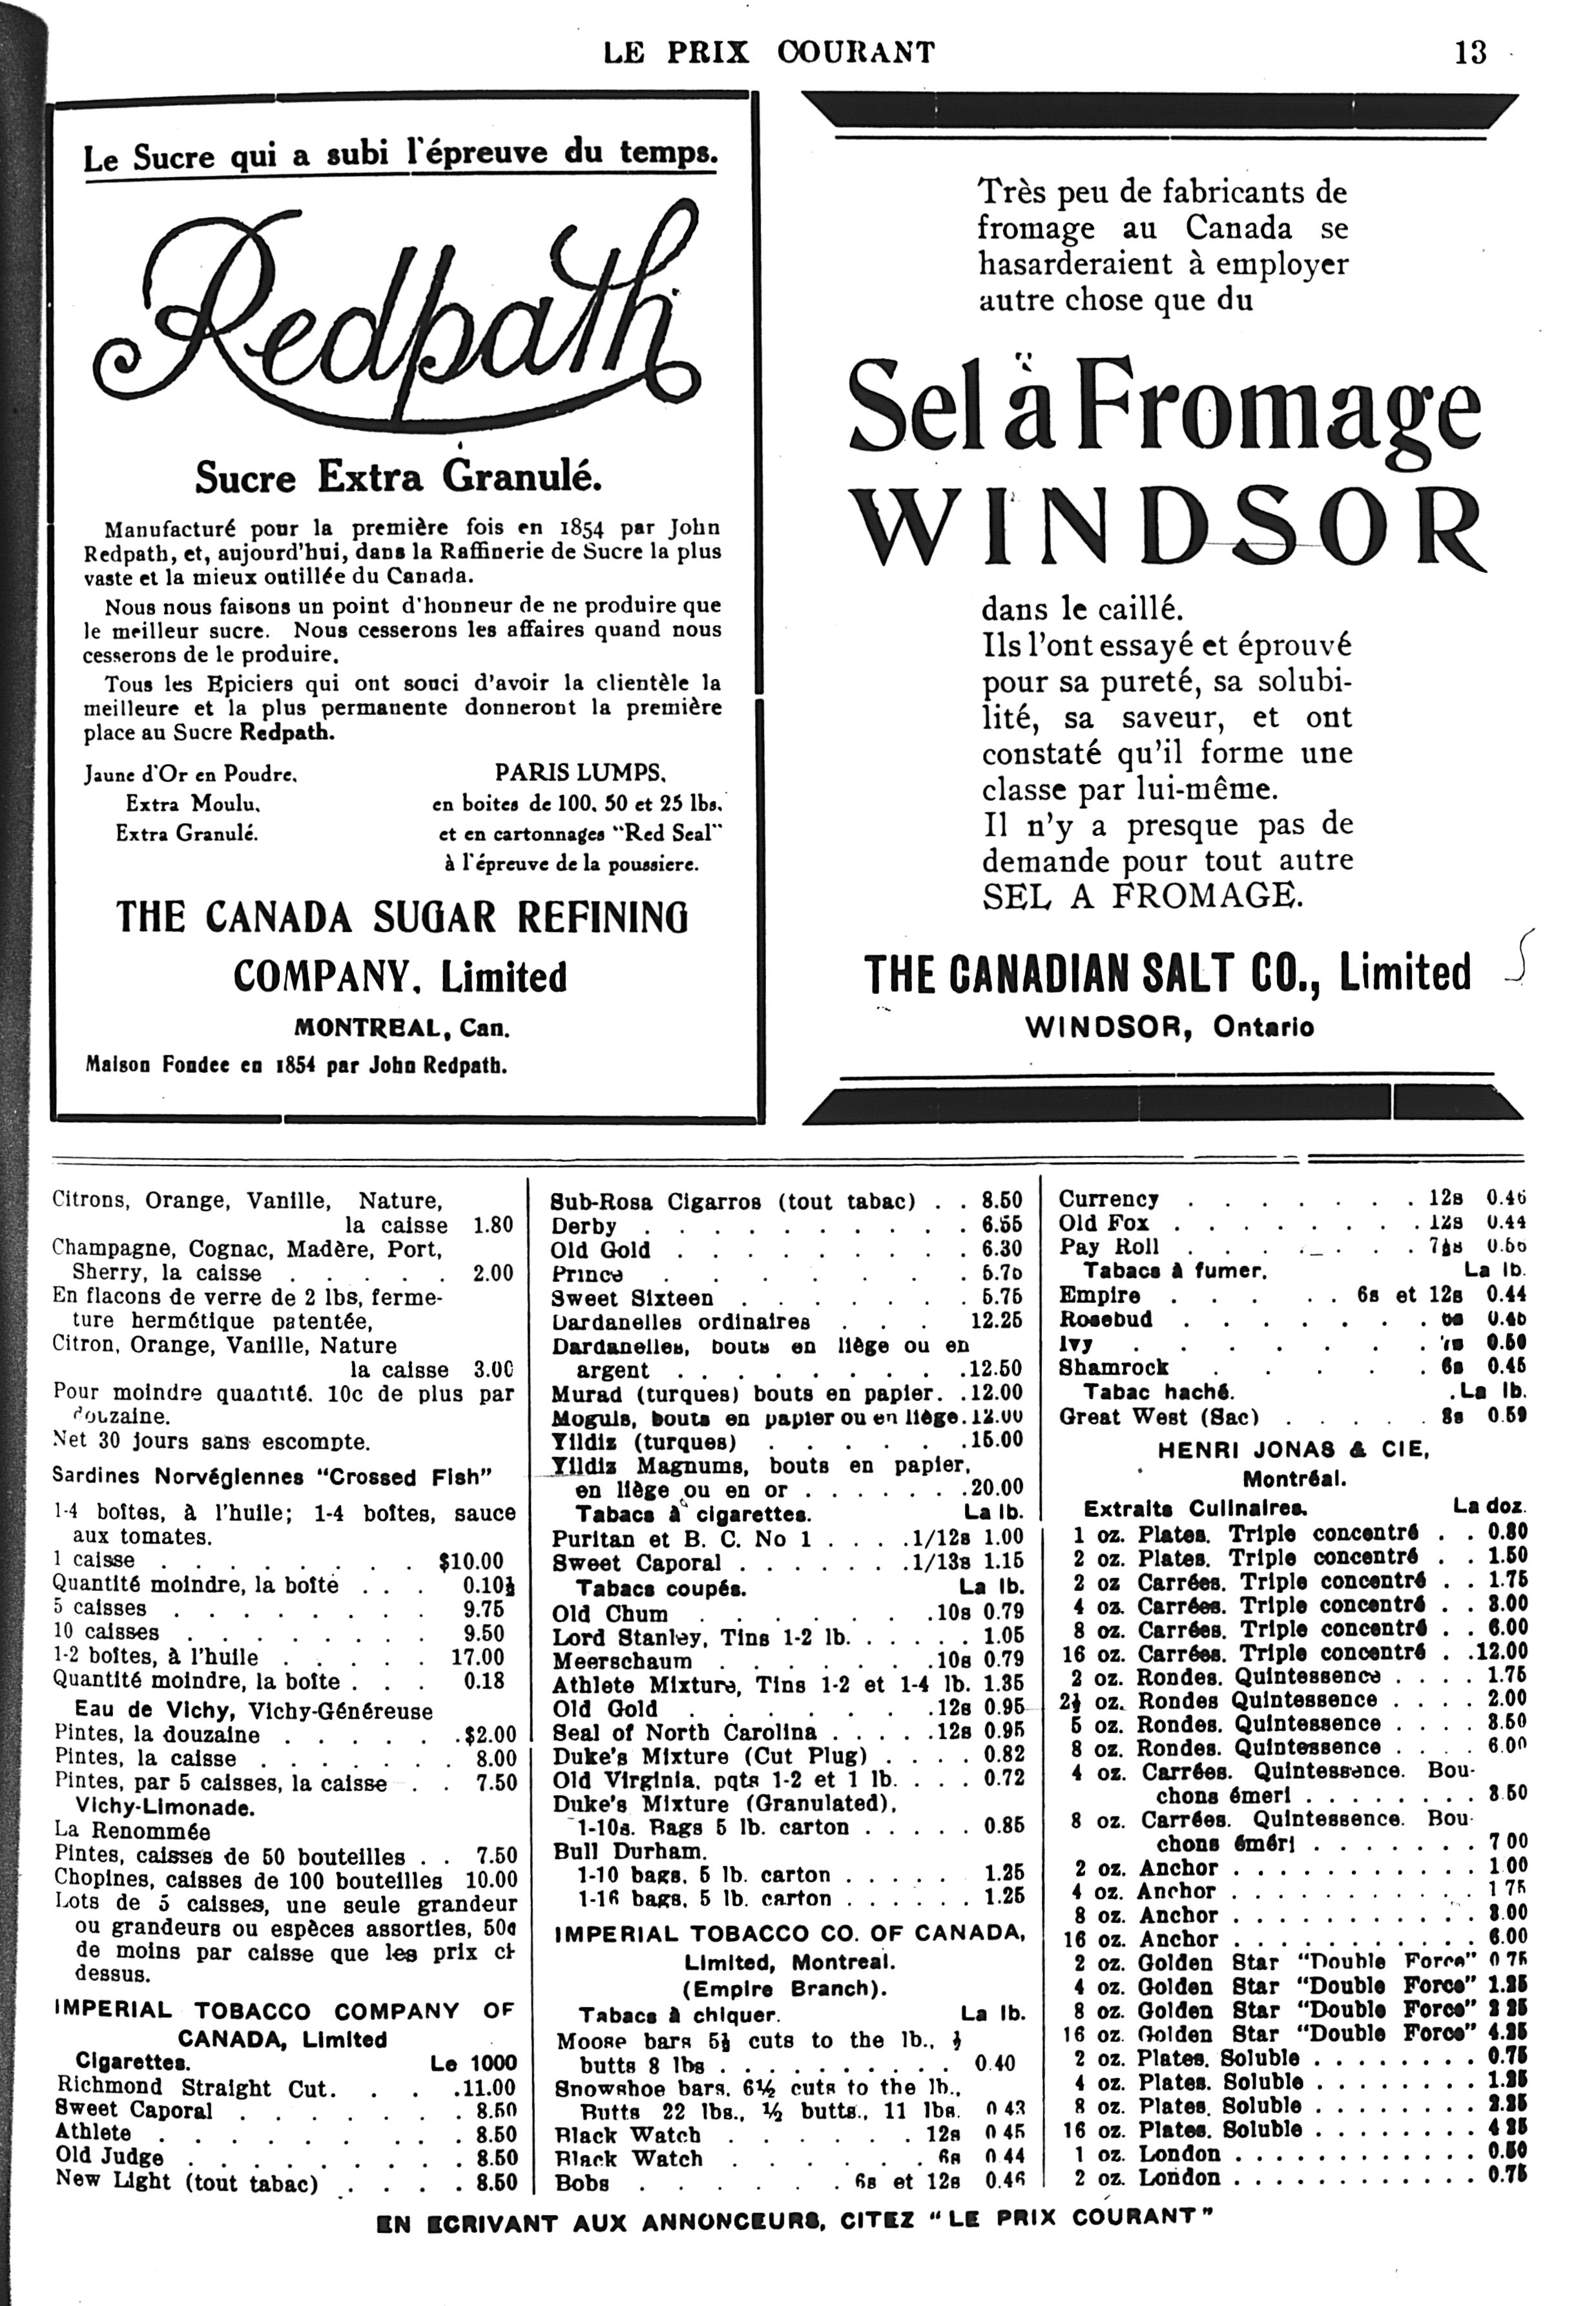 LE PRIX COURANT
13
Le Sucre qui a subi l'épreuve du temps.
Redpath
Sucre Extra Granulé.
Manufacturé pour la première fois en 1854 par John
Redpath, et, aujourd'hui, dans la Raffinerie de Sucre la plus
vaste et la mieux outillée du Canada.
Nous nous faisons un point d'honneur de ne produire que
le meilleur sucre. Nous cesserons les affaires quand nous
cesserons de le produire.
Tous les Epiciers qui ont souci d'avoir la clientèle la
meilleure et la plus permanente donneront la première
place au Sucre Redpath.
Jaune d'Or en Poudre,
Extra Moulu,
Extra Granulé.
PARIS LUMPS,
en boites de 100, 50 et 25 lbs.
et en cartonnages "Red Seal"
à l'épreuve de la poussiere.
THE CANADA SUGAR REFINING
COMPANY, Limited
MONTREAL, Can.
Maison Fondee en 1854 par John Redpath.
Très peu de fabricants de
fromage au Canada se
hasarderaient à employer
autre chose que du
Sel à Fromage
WINDSOR
dans le caillé.
Ils l'ont essayé et éprouvé
pour sa pureté, sa solubi-
lité, sa saveur, et ont
constaté qu'il forme une
classe par lui-même.
Il n'y a presque pas de
demande pour tout autre
SEL A FROMAGE.
THE CANADIAN SALT CO., Limited
WINDSOR, Ontario
Citrons, Orange, Vanille, Nature,
la caisse 1.80
Champagne, Cognac, Madère, Port,
Sherry, la caisse . . . . . 2.00
En flacons de verre de 2 lbs, ferme-
ture hermétique patentée,
Citron, Orange, Vanille, Nature
la caisse 3.00
Pour moindre quantité. 10c de plus par
douzaine.
Net 30 jours sans escompte.
Sardines Norvégiennes "Crossed Fish"
1-4 boîtes, à l'huile; 1-4 boîtes, sauce
aux tomates.
1 caisse . . . . . . . . $10.00
Quantité moindre, la boîte . . . 0.10½
5 caisses . . . . . . . . 9.75
10 caisses . . . . . . . 9.50
1-2 boîtes, à l'huile . . . . . 17.00
Quantité moindre, la boîte . . . 0.18
Eau de Vichy, Vichy-Généreuse
Pintes, la douzaine . . . . . . $2.00
Pintes, la caisse . . . . . . . 8.00
Pintes, par 5 caisses, la caisse . . 7.50
Vichy-Limonade.
La Renommée
Pintes, caisses de 50 bouteilles . . 7.50
Chopines, caisses de 100 bouteilles 10.00
Lots de 5 caisses, une seule grandeur
ou grandeurs ou espèces assorties, 50c
de moins par caisse que les prix ci-
dessus.
IMPERIAL TOBACCO COMPANY OF
CANADA, Limited
Cigarettes. Le 1000
Richmond Straight Cut. . . . 11.00
Sweet Caporal . . . . . . . 8.50
Athlete . . . . . . . . . 8.50
Old Judge . . . . . . . . . 8.50
New Light (tout tabac) . . . . 8.50
Sub-Rosa Cigarros (tout tabac) . . 8.50
Derby . . . . . . . . . . 6.55
Old Gold . . . . . . . . . 6.30
Prince . . . . . . . . 5.75
Sweet Sixteen . . . . . . . 5.75
Dardanelles ordinaires . . . 12.25
Dardanelles, bouts en liège ou en
argent . . . . . . . . . 12.50
Murad (turques) bouts en papier. . 12.00
Moguls, bouts en papier ou en liège. 12.00
Yildiz (turques) . . . . . . 15.00
Yildiz Magnums, bouts en papier,
en liège ou en or . . . . . . . 20.00
Tabacs à cigarettes. La lb.
Puritan et B. C. No 1 . . . . 1/12s 1.00
Sweet Caporal . . . . . . . 1/13s 1.15
Tabacs coupés. La lb.
Old Chum . . . . . . . 10s 0.79
Lord Stanley, Tins 1-2 lb. . . . . . 1.05
Meerschaum . . . . . . . 10s 0.79
Athlete Mixture, Tins 1-2 et 1-4 lb. 1.35
Old Gold . . . . . . . 12s 0.95
Seal of North Carolina . . . . . 12s 0.95
Duke's Mixture (Cut Plug) . . . . 0.82
Old Virginia, pqts 1-2 et 1 lb. . . . 0.72
Duke's Mixture (Granulated),
1-10s. Bags 5 lb. carton . . . . . 0.85
Bull Durham.
1-10 bags, 5 lb. carton . . . . . 1.25
1-16 bags, 5 lb. carton . . . . . . 1.25
IMPERIAL TOBACCO CO. OF CANADA,
Limited, Montreal.
(Empire Branch).
Tabacs à chiquer. La lb.
Moose bars 5½ cuts to the lb., ½
butts 8 lbs . . . . . . . . . . 0.40
Snowshoe bars, 6½ cuts to the lb.,
Butts 22 lbs., ½ butts., 11 lbs. 0 43
Black Watch . . . . . . 12s 0 45
Black Watch . . . . . . 6s 0 44
Bobs . . . . . . 6s et 12s 0.46
Currency . . . . . . . 12s 0.46
Old Fox . . . . . . . . 12s 0.44
Pay Roll . . . . . . 7½s 0.56
Tabacs à fumer. La lb.
Empire . . . . . 6s et 12s 0.44
Rosebud . . . . . . .
Ivy . . . . . . . 0.50
Shamrock . . . . . 6s 0.45
Tabac haché. La lb.
Great West (Sac) . . . . . 8s 0.59
HENRI JONAS & CIE,
Montréal.
Extraits Culinaires. La doz.
1 oz. Plates. Triple concentré . . 0.80
2 oz. Plates. Triple concentré . . 1.50
2 oz Carrées. Triple concentré . . 1.75
4 oz. Carrées. Triple concentré . . 3.00
8 oz. Carrées. Triple concentré . . 6.00
16 oz. Carrées. Triple concentré . . 12.00
2 oz. Rondes. Quintessence . . . . 1.75
2½ oz. Rondes Quintessence . . . . 2.00
5 oz. Rondes. Quintessence . . . . 3.50
8 oz. Rondes. Quintessence . . . . 6.00
4 oz. Carrées. Quintessence. Bou-
chons émeri . . . . . . . . 3.50
8 oz. Carrées. Quintessence. Bou-
chons éméri . . . . . . . 7 00
2 oz. Anchor . . . . . . . . . . . 1 00
4 oz. Anchor . . . . . . . . . . . 1 75
8 oz. Anchor . . . . . . . . . . . 3.00
16 oz. Anchor . . . . . . . . . . . 6.00
2 oz. Golden Star "Double Force" 0 75
4 oz. Golden Star "Double Force" 1.25
8 oz. Golden Star "Double Force" 2 25
16 oz. Golden Star "Double Force" 4.25
2 oz. Plates. Soluble . . . . . . . . 0.75
4 oz. Plates. Soluble . . . . . . . . 1.25
8 oz. Plates. Soluble . . . . . . . . 2.25
16 oz. Plates. Soluble . . . . . . . . 4 25
1 oz. London . . . . . . . . . . . 0.50
2 oz. London . . . . . . . . . . . 0.75
EN ECRIVANT AUX ANNONCEURS, CITEZ "LE PRIX COURANT"